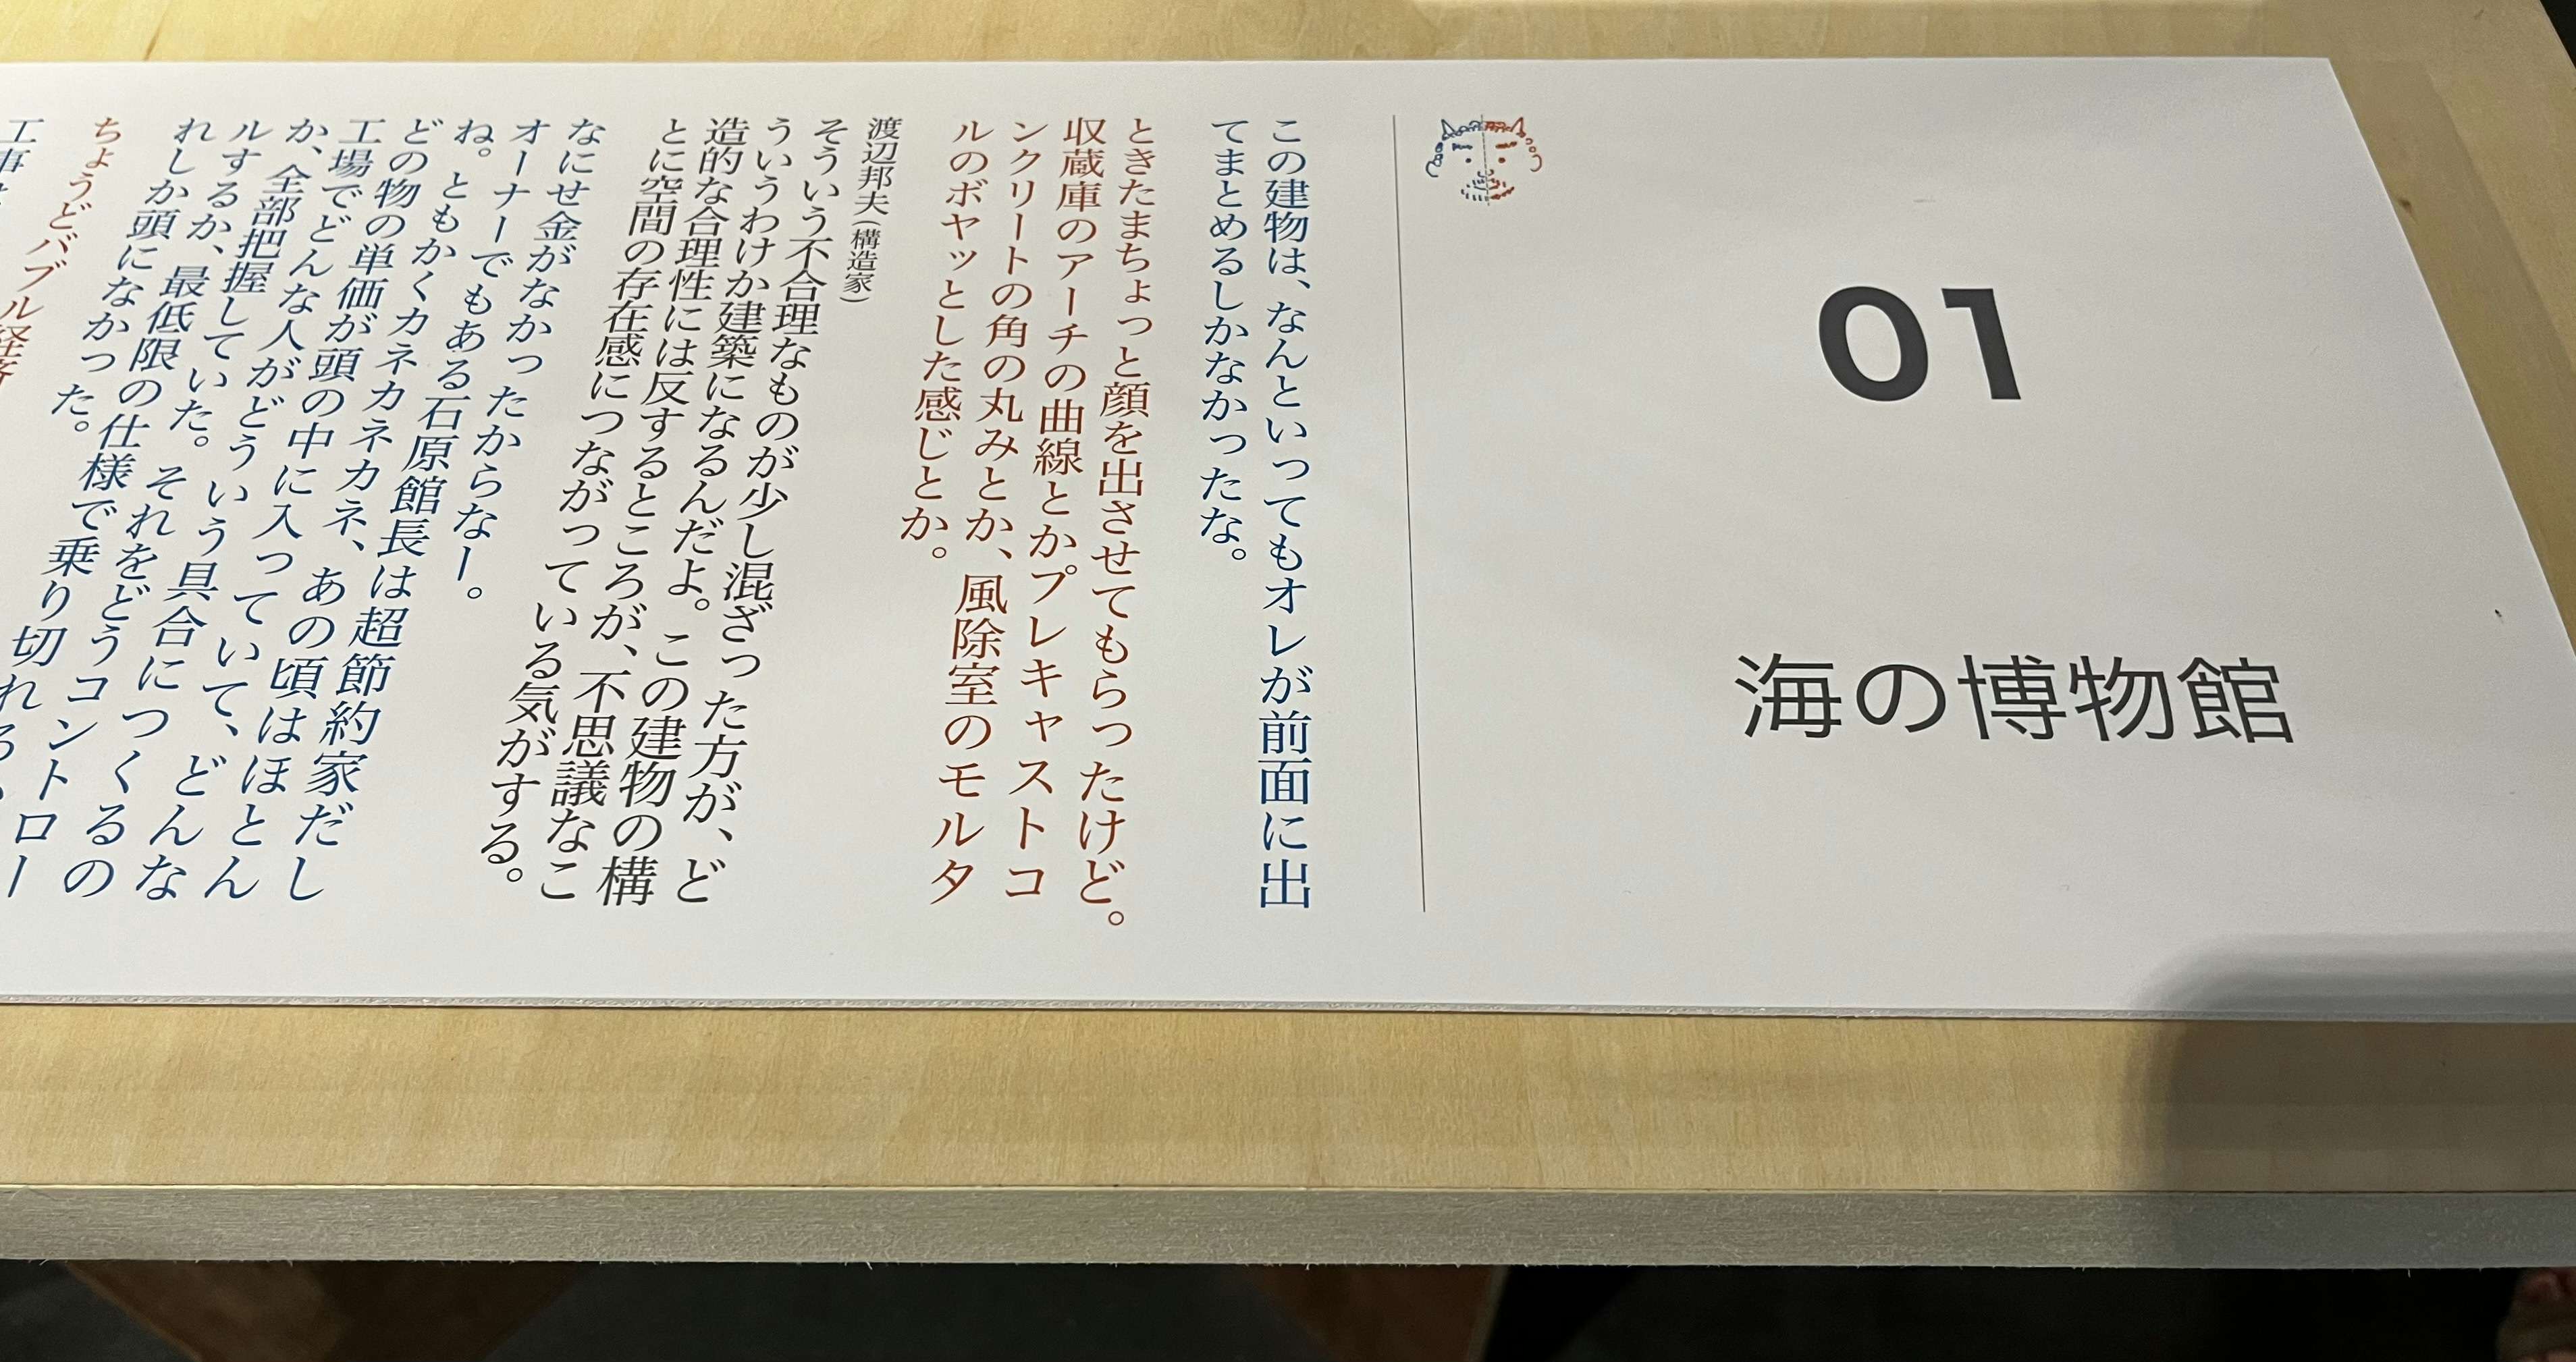 01
海の博物館
この建物は、なんといってもオレが前面に出
てまとめるしかなかったな。
ときたまちょっと顔を出させてもらったけど。
収蔵庫のアーチの曲線とかプレキャストコ
ンクリートの角の丸みとか、風除室のモルタ
ルのボヤッとした感じとか。
渡辺邦夫(構造家)
そういう不合理なものが少し混ざった方が、ど
ういうわけか建築になるんだよ。この建物の構
造的な合理性には反するところが、不思議なこ
とに空間の存在感につながっている気がする。
なにせ金がなかったからなー。
オーナーでもある石原館長は超節約家だし
ね。ともかくカネカネカネ、あの頃はほとん
どの物の単価が頭の中に入っていて、どんな
工場でどんな人がどういう具合につくるの
か、全部把握していた。それをどうコントロー
ルするか、最低限の仕様で乗り切れる
れしか頭になかった。
ちょうどバブル経済
工事